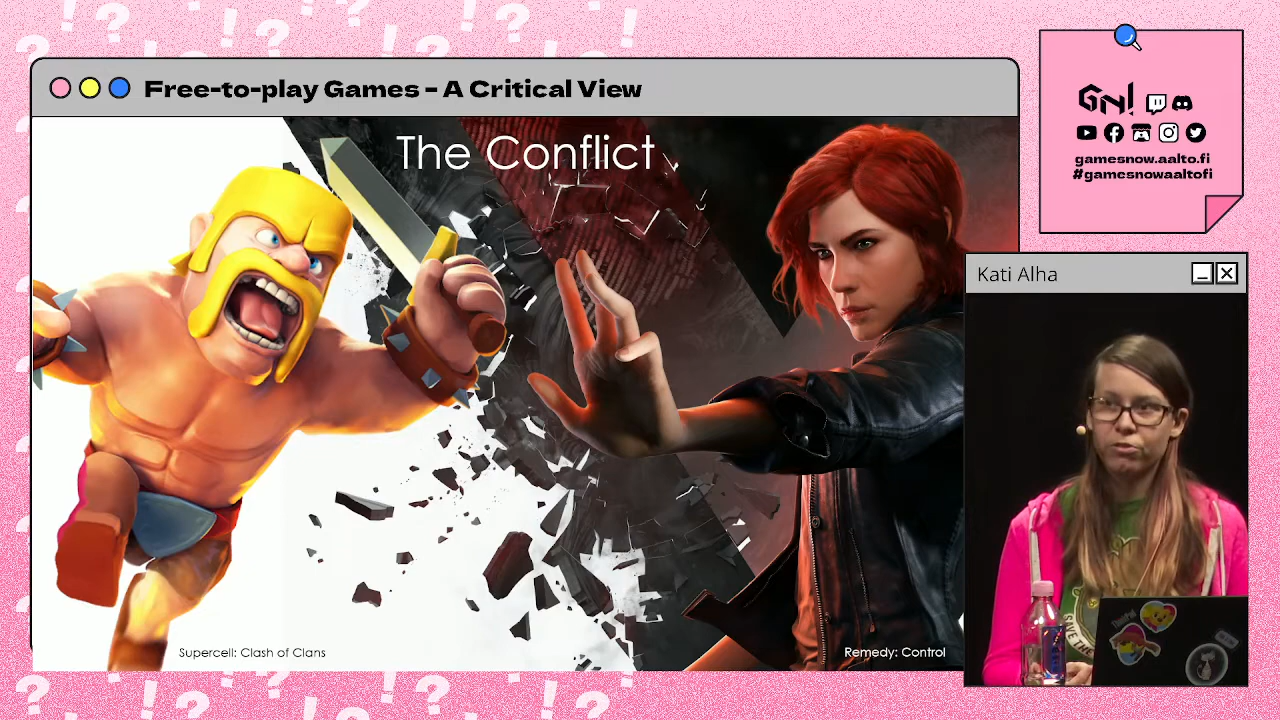 Free-to-play Games – A Critical View
The Conflict
GN!
gamesnow.aalto.fi
#gamesnowaaltofi
Kati Alha
Supercell: Clash of Clans
Remedy: Control